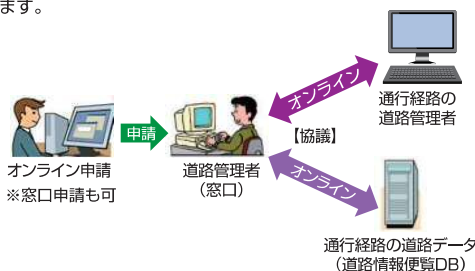 ます。
オンライン
通行経路の
道路管理者
申請
【協議】
オンライン申請
※窓口申請も可
道路管理者
(窓口)
オンライン
通行経路の道路データ
(道路情報便覧DB)